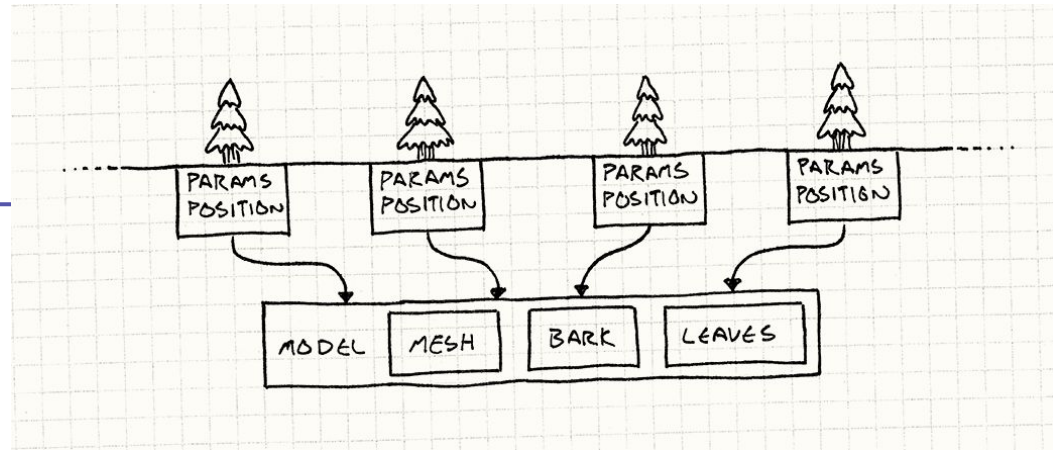 PARAMS
POSITION
PARAMS
POSITION
PARAMS
POSITION
PARAMS
POSITION
MODEL
MESH
BARK
LEAVES